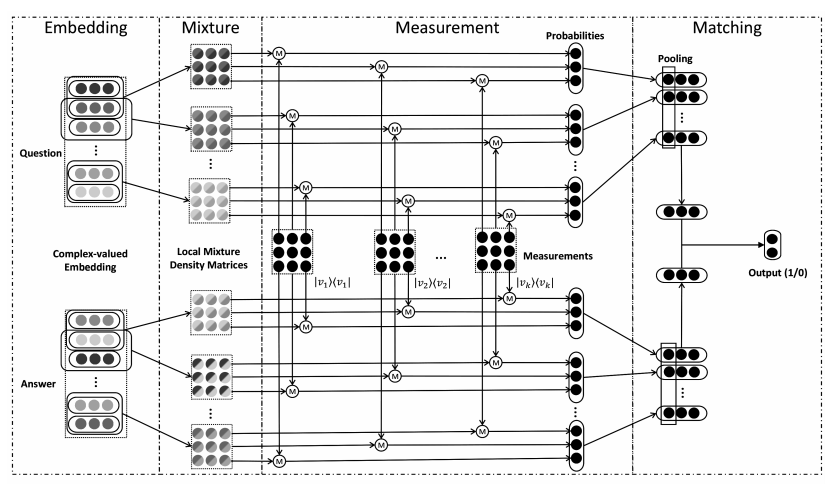 Embedding
Mixture
Measurement
Matching
Probabilities
Pooling
M
M
M
M
M
M
Question
⋮
⋮
⋮
⋮
M
M
M
Complex-valued
Embedding
Local Mixture
Density Matrices
...
Measurements
Output (1/0)
|v₁⟩⟨v₁|
|v₂⟩⟨v₂|
|vₖ⟩⟨vₖ|
M
M
M
Answer
M
M
M
⋮
⋮
⋮
⋮
M
M
M